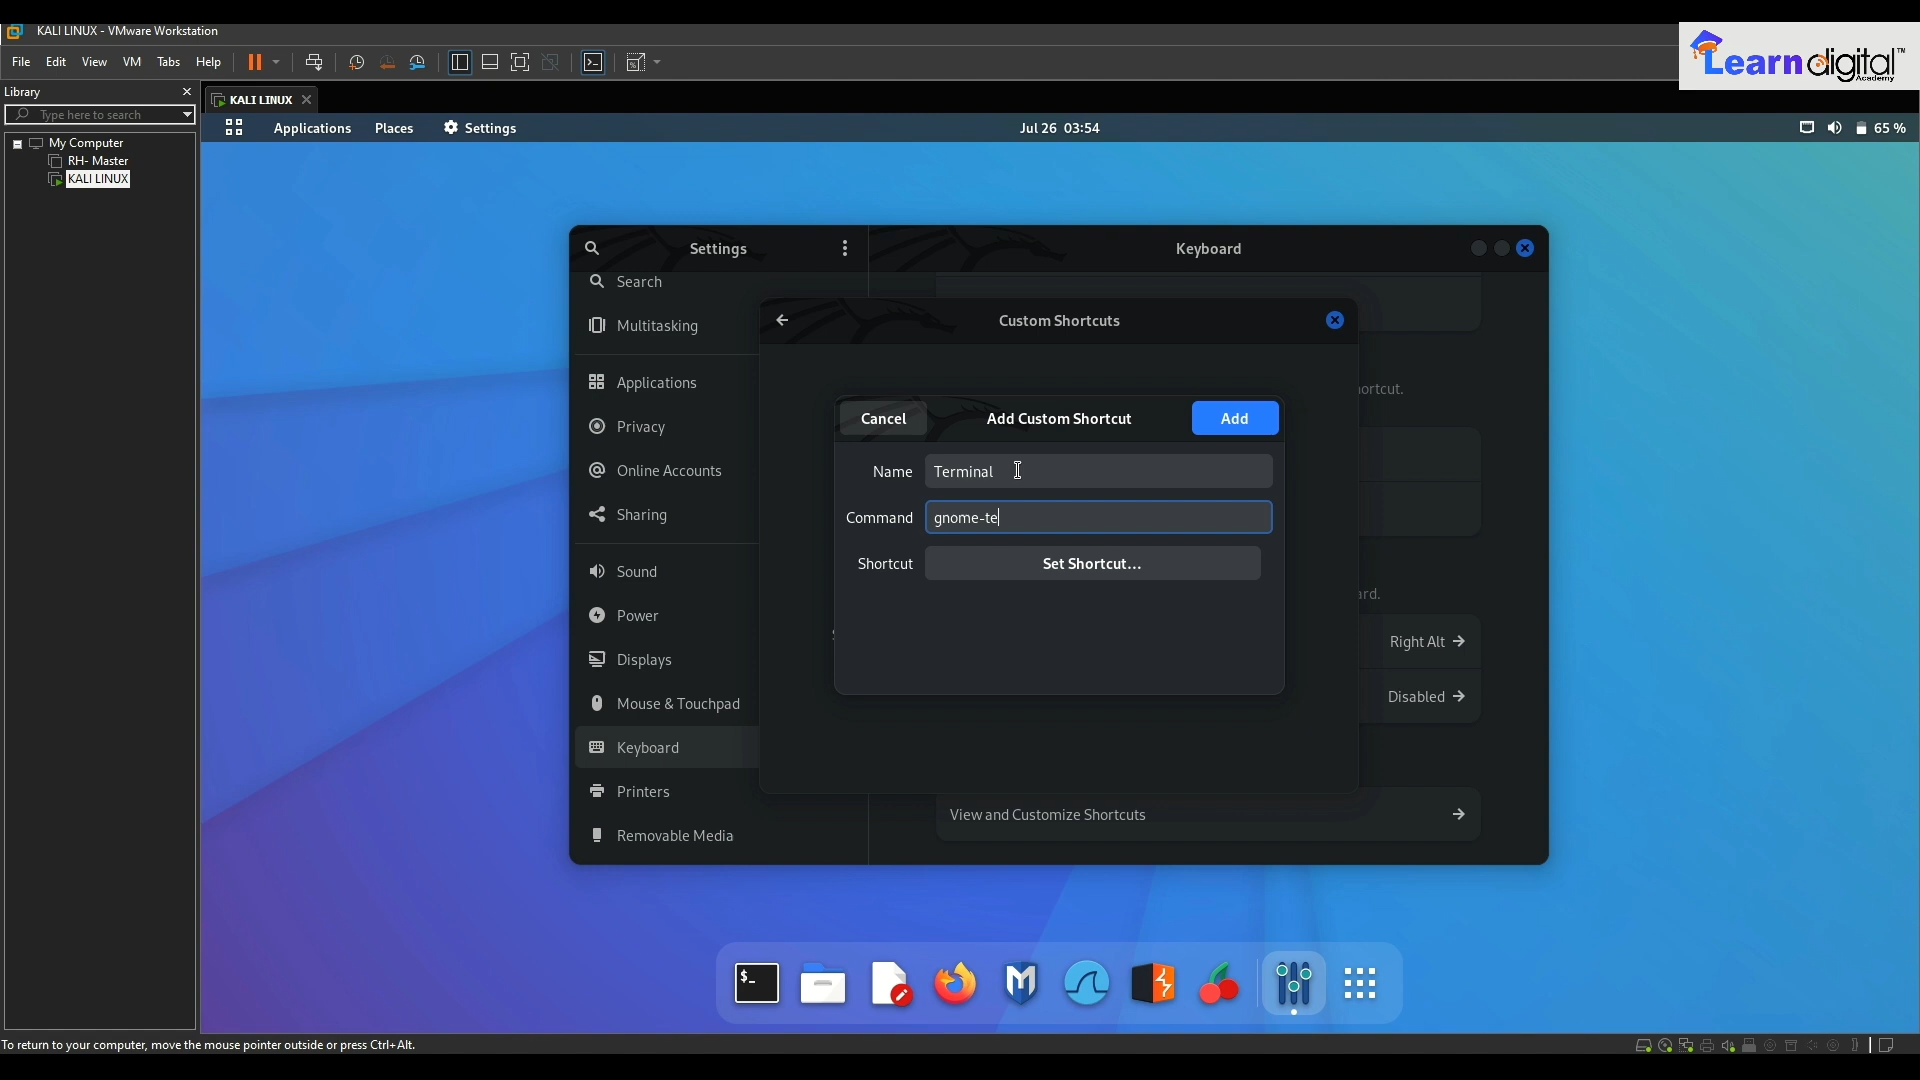 KALI LINUX - VMware Workstation
File Edit View VM Tabs Help
Learn digital™
Academy
Library
Type here to search
My Computer
RH- Master
KALI LINUX
KALI LINUX
Applications Places Settings
Jul 26 03:54
65 %
Settings
Search
Multitasking
Applications
Privacy
Online Accounts
Sharing
Sound
Power
Displays
Mouse & Touchpad
Keyboard
Printers
Removable Media
Keyboard
ortcut.
ard.
Right Alt
Disabled
View and Customize Shortcuts
Custom Shortcuts
Cancel Add Custom Shortcut Add
Name Terminal
Command gnome-te
Shortcut Set Shortcut...
$_
To return to your computer, move the mouse pointer outside or press Ctrl+Alt.